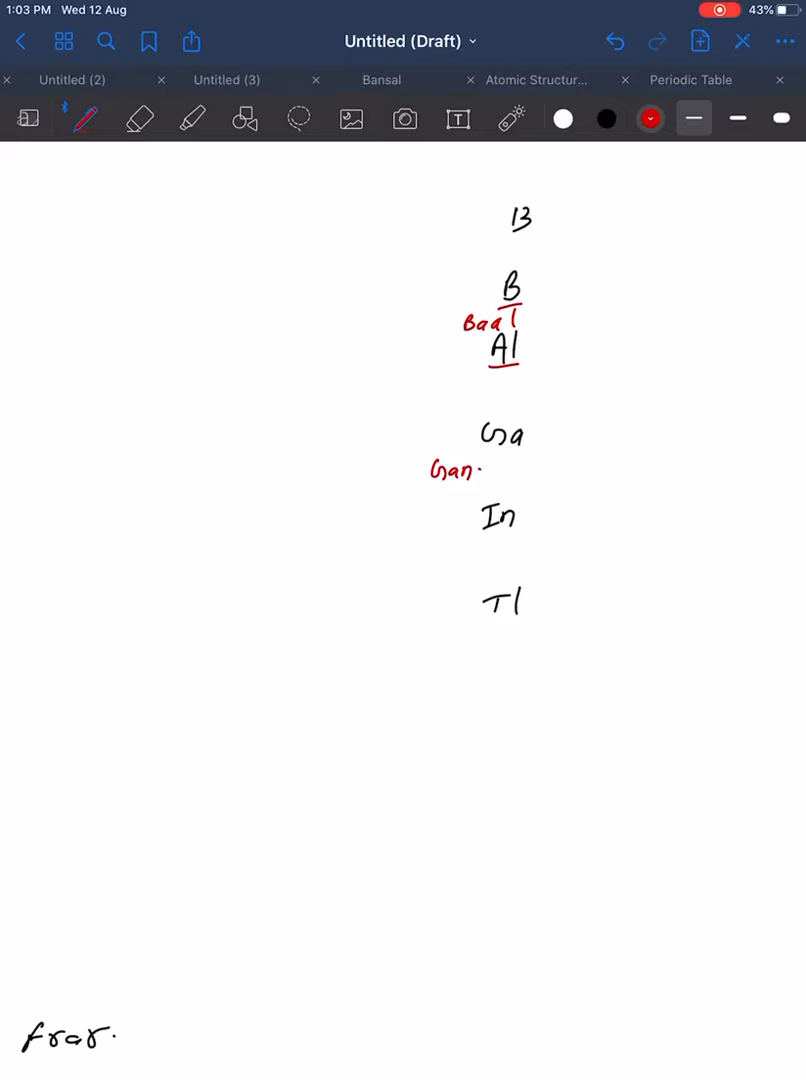 1:03 PM Wed 12 Aug 43%
Untitled (Draft)
Untitled (2) Untitled (3) Bansal Atomic Structur... Periodic Table
T
13
B
Baa
Al
Ga
Gan.
In
Tl
frar.